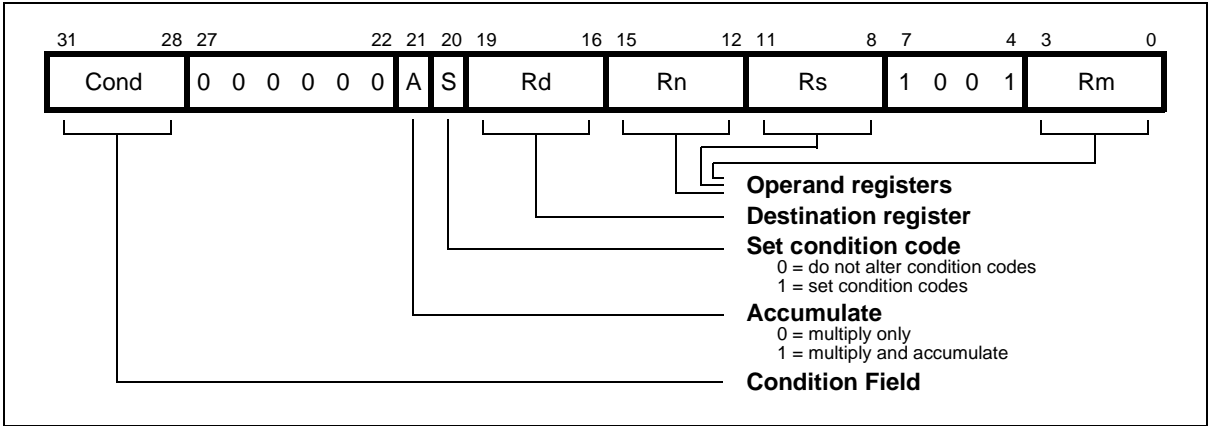 31 28 27 22 21 20 19 16 15 12 11 8 7 4 3 0
Cond 0 0 0 0 0 0 A S Rd Rn Rs 1 0 0 1 Rm
Operand registers
Destination register
Set condition code
0 = do not alter condition codes
1 = set condition codes
Accumulate
0 = multiply only
1 = multiply and accumulate
Condition Field